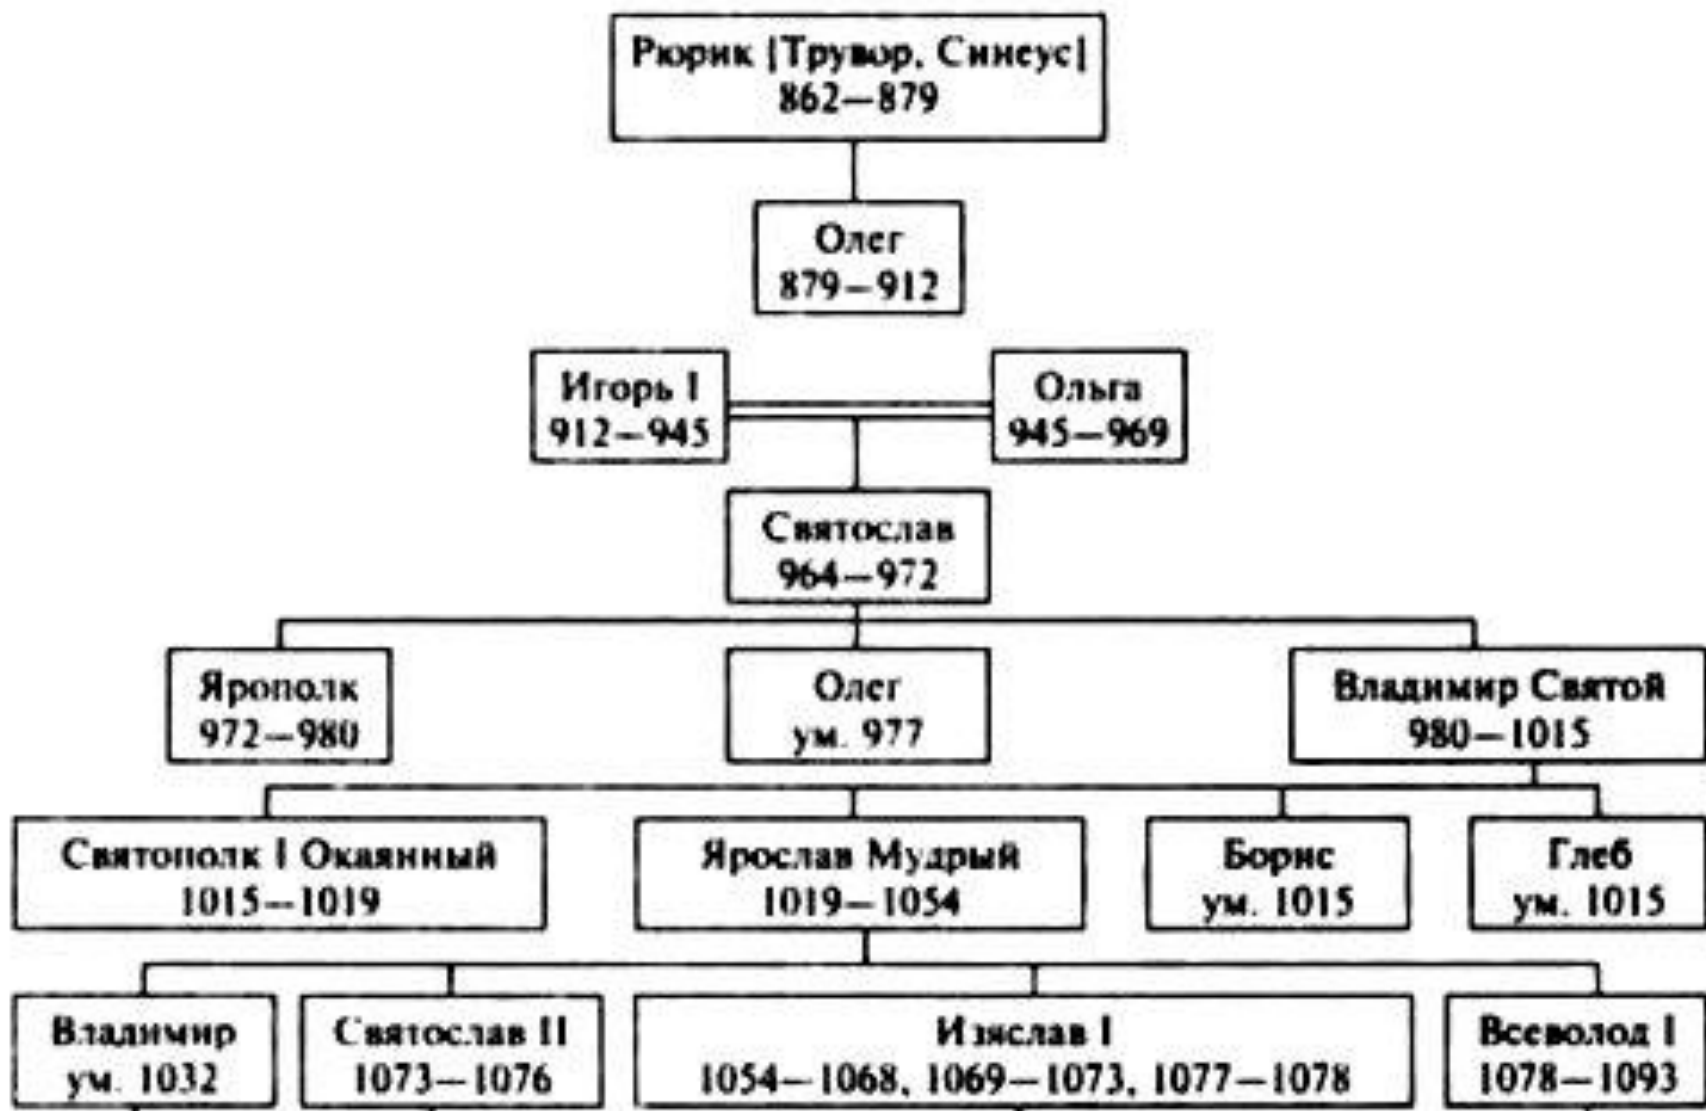 Рюрик [Трувор, Синеус]
862—879
Олег
879—912
Игорь I
912—945
Ольга
945—969
Святослав
964—972
Ярополк
972—980
Олег
ум. 977
Владимир Святой
980—1015
Святополк I Окаянный
1015—1019
Ярослав Мудрый
1019—1054
Борис
ум. 1015
Глеб
ум. 1015
Владимир
ум. 1032
Святослав II
1073—1076
Изяслав I
1054—1068, 1069—1073, 1077—1078
Всеволод I
1078—1093